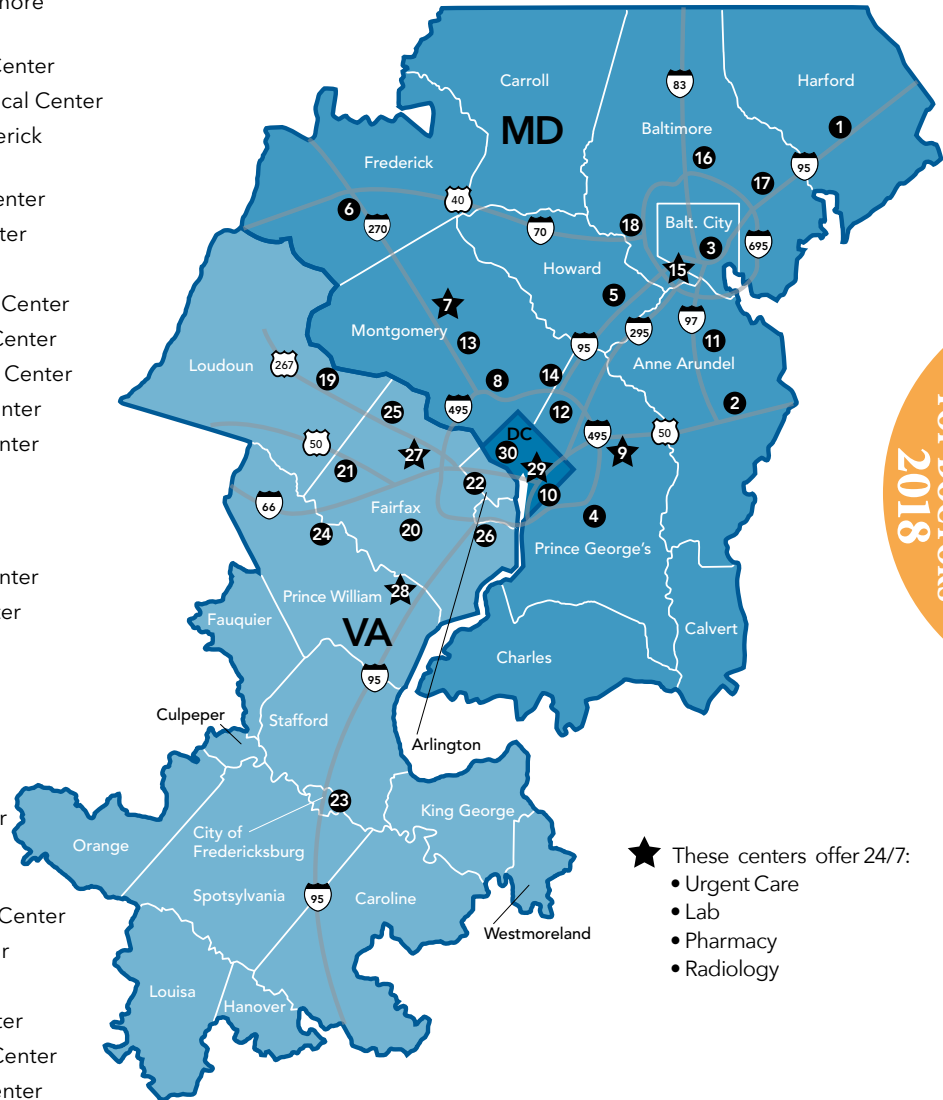 Center
cal Center
erick
enter
ter
Center
Center
Center
nter
enter
enter
ter
r
Center
r
ter
Center
enter
Carroll
83
Harford
MD
Baltimore
1
Frederick
16
95
17
40
6
270
70
18
Balt. City
3
695
15
Howard
5
7
Montgomery
13
295
97
11
95
Anne Arundel
Loudoun
267
19
8
14
2
25
495
12
DC
495
50
50
27
30
29
9
21
22
10
66
Fairfax
4
24
20
26
Prince George's
Prince William
28
Fauquier
VA
Calvert
Charles
95
Culpeper
Stafford
Arlington
23
King George
City of
Fredericksburg
Orange
Spotsylvania
95
Caroline
Westmoreland
Louisa
Hanover
These centers offer 24/7:
• Urgent Care
• Lab
• Pharmacy
• Radiology
2018